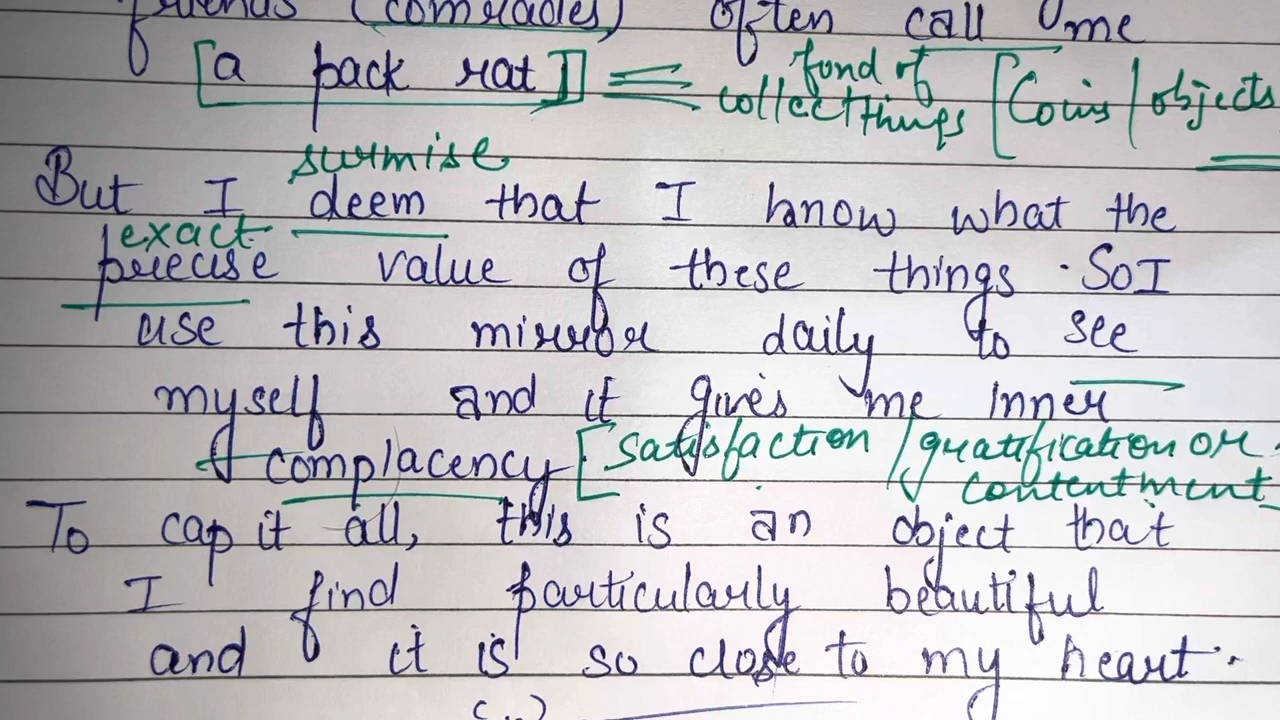 friends (comrades) often call me
[a pack rat] = fond of collect things [Coins/objects
surmise
But I deem that I know what the
exact
precise value of these things. So I
use this mirror daily to see
myself and it gives me inner
complacency [satisfaction / gratification or
contentment
To cap it all, this is an object that
I find particularly beautiful
and it is so close to my heart.